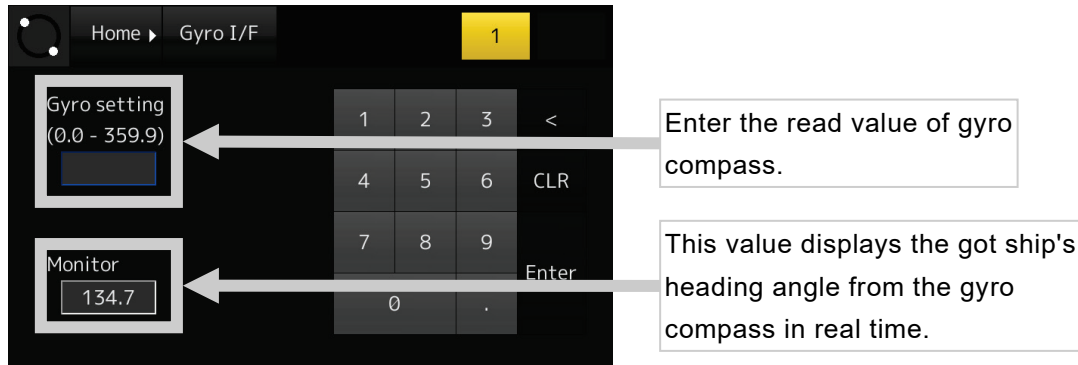 Home Gyro I/F 1
Gyro setting
(0.0 - 359.9)
1 2 3 <
4 5 6 CLR
7 8 9
Enter
0 .
Monitor
134.7
Enter the read value of gyro
compass.
This value displays the got ship's
heading angle from the gyro
compass in real time.